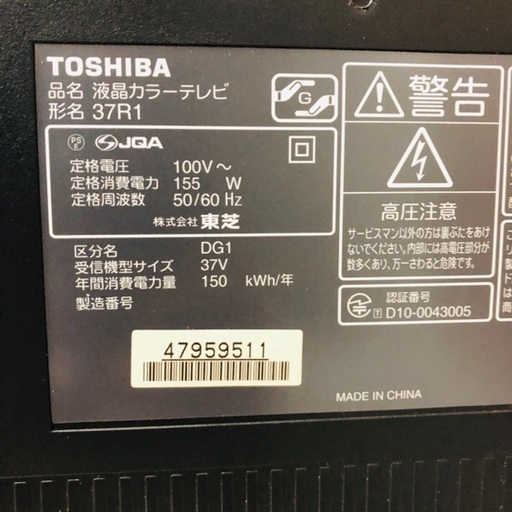 TOSHIBA
品名 液晶カラーテレビ
形名 37R1
G
PS
E
JQA
定格電圧 100V～
定格消費電力 155 W
定格周波数 50/60 Hz
株式会社 東芝
区分名 DG1
受信機型サイズ 37V
年間消費電力量 150 kWh/年
製造番号
47959511
警告
高圧注意
サービスマン以外の方は裏ぶたをあけ
ないでください。内部には高電圧部分が
数多くあり、万一さわると危険です。
認証番号
T D10-0043005
MADE IN CHINA